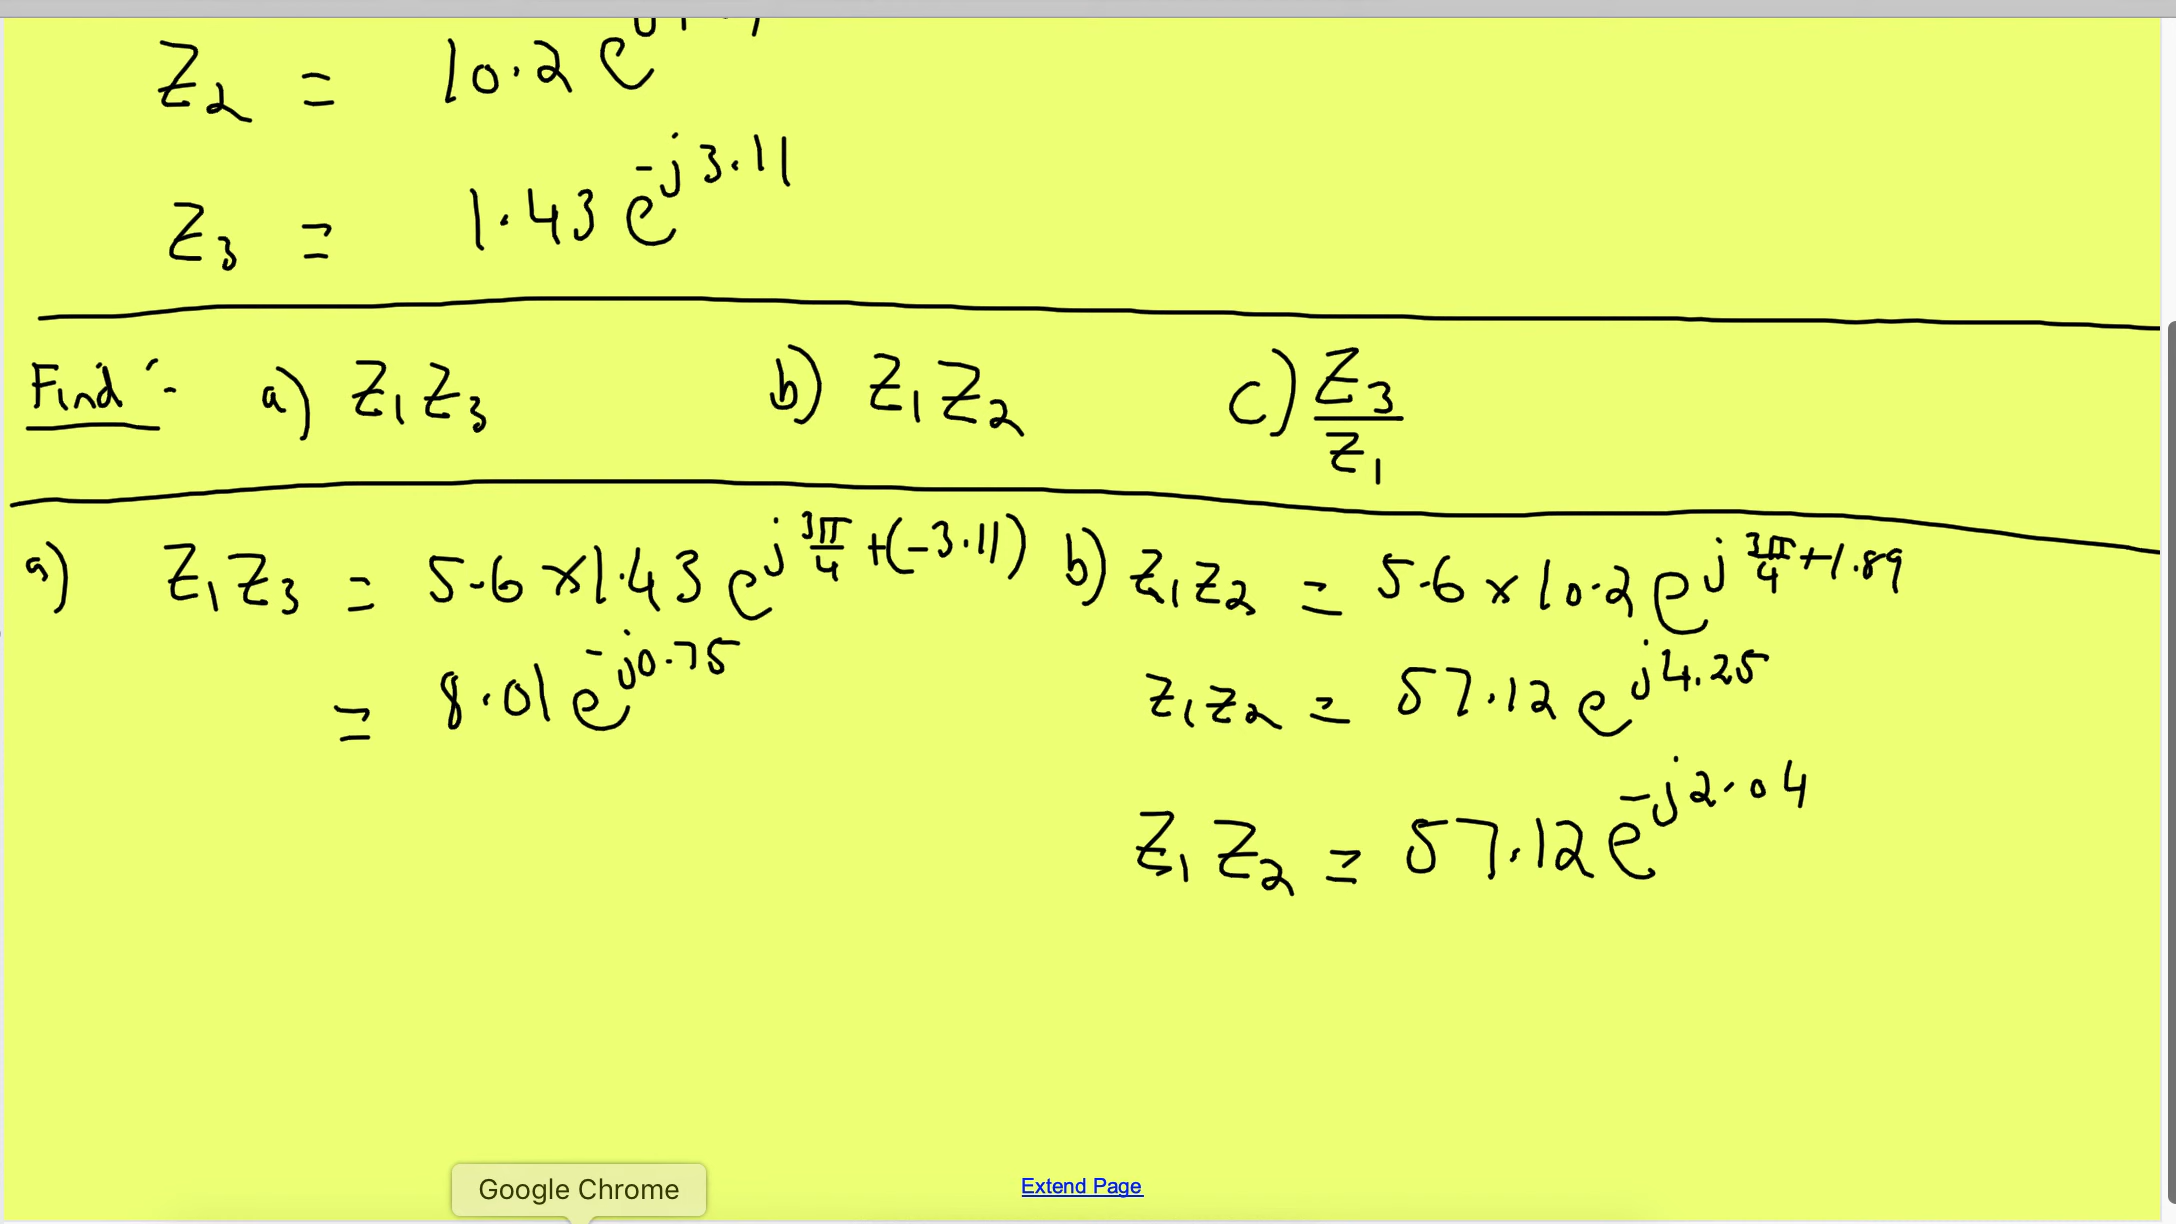 Z₂ = 10.2 e
Z₃ = 1.43 e^(-j3.11)
Find :- a) Z₁Z₃ b) Z₁Z₂ c) Z₃/Z₁
a) Z₁Z₃ = 5.6 × 1.43 e^(j 3π/4 + (-3.11))
= 8.01 e^(-j0.75)
b) Z₁Z₂ = 5.6 × 10.2 e^(j 3π/4 + 1.89)
Z₁Z₂ = 57.12 e^(j4.25)
Z₁Z₂ = 57.12 e^(-j2.04)
Google Chrome
Extend Page